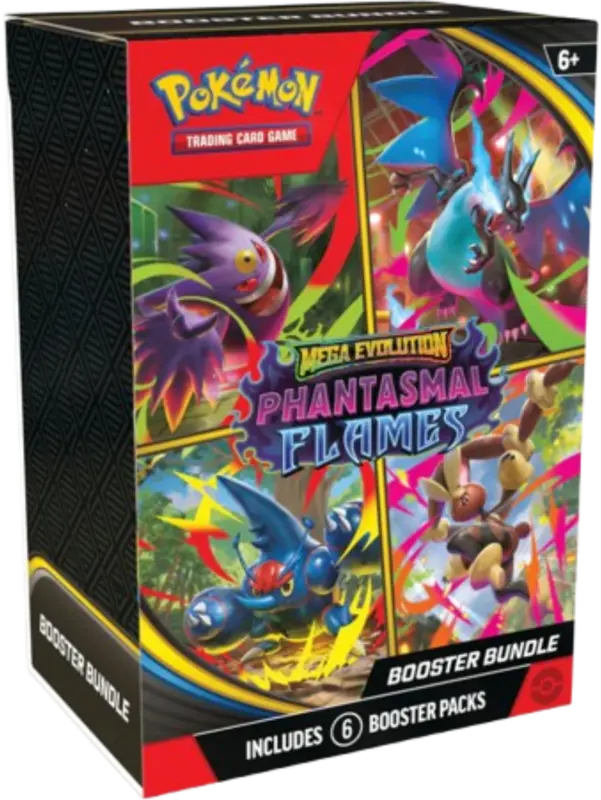 POKéMON
TRADING CARD GAME
6+
MEGA EVOLUTION
PHANTASMAL
FLAMES
BOOSTER BUNDLE
INCLUDES 6 BOOSTER PACKS
BOOSTER BUNDLE